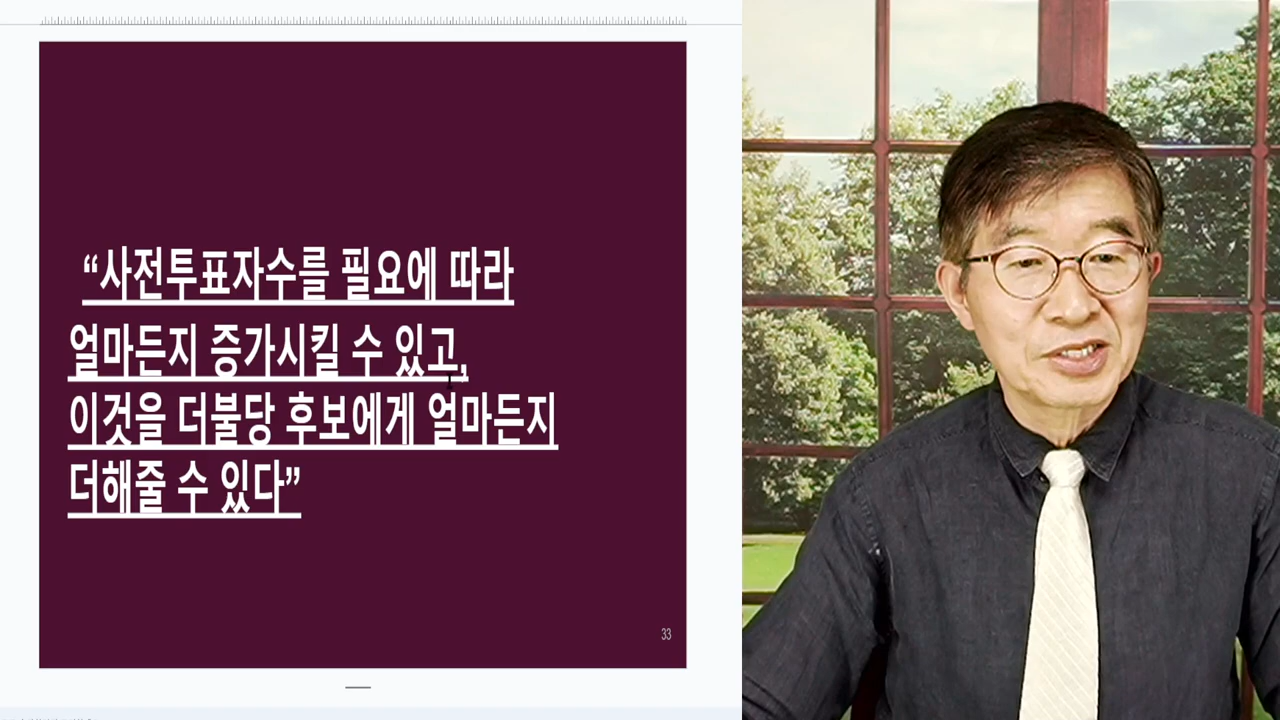 “사전투표자수를 필요에 따라
얼마든지 증가시킬 수 있고,
이것을 더불당 후보에게 얼마든지
더해줄 수 있다”
33